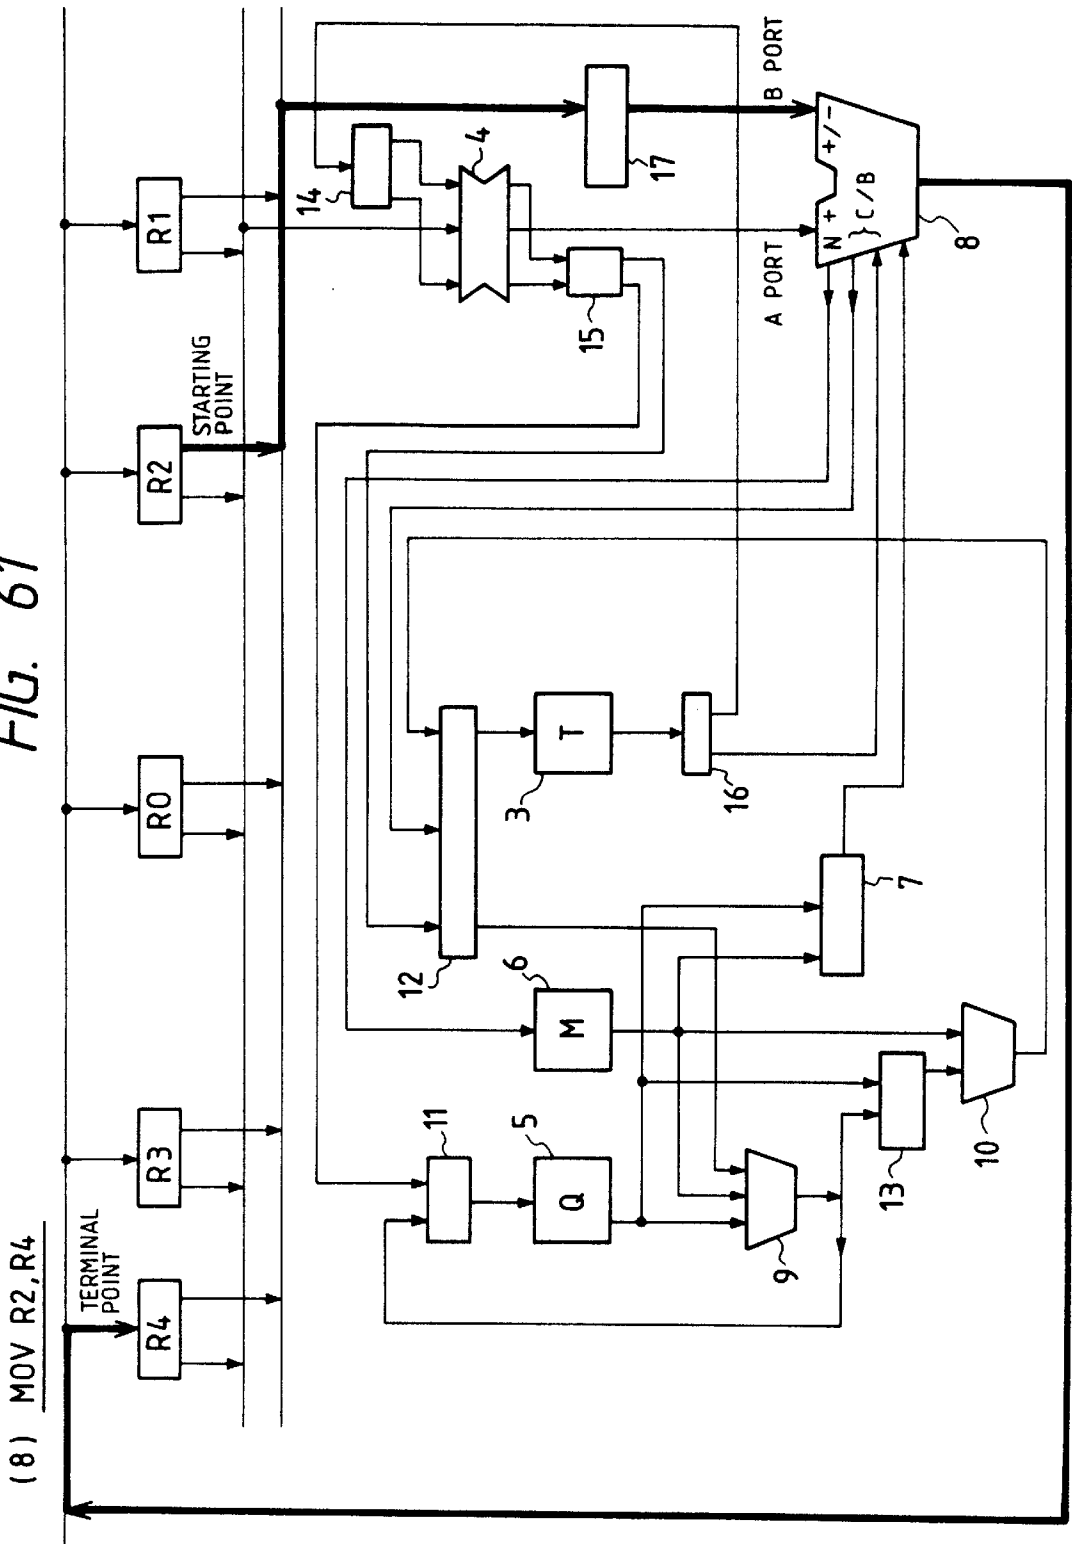 FIG. 61
(8) MOV R2,R4
TERMINAL
POINT
STARTING
POINT
R4
R3
R0
R2
R1
14
4
15
17
A PORT
B PORT
N + +/-
} C/B
8
12
3
T
16
6
M
7
11
5
Q
9
13
10